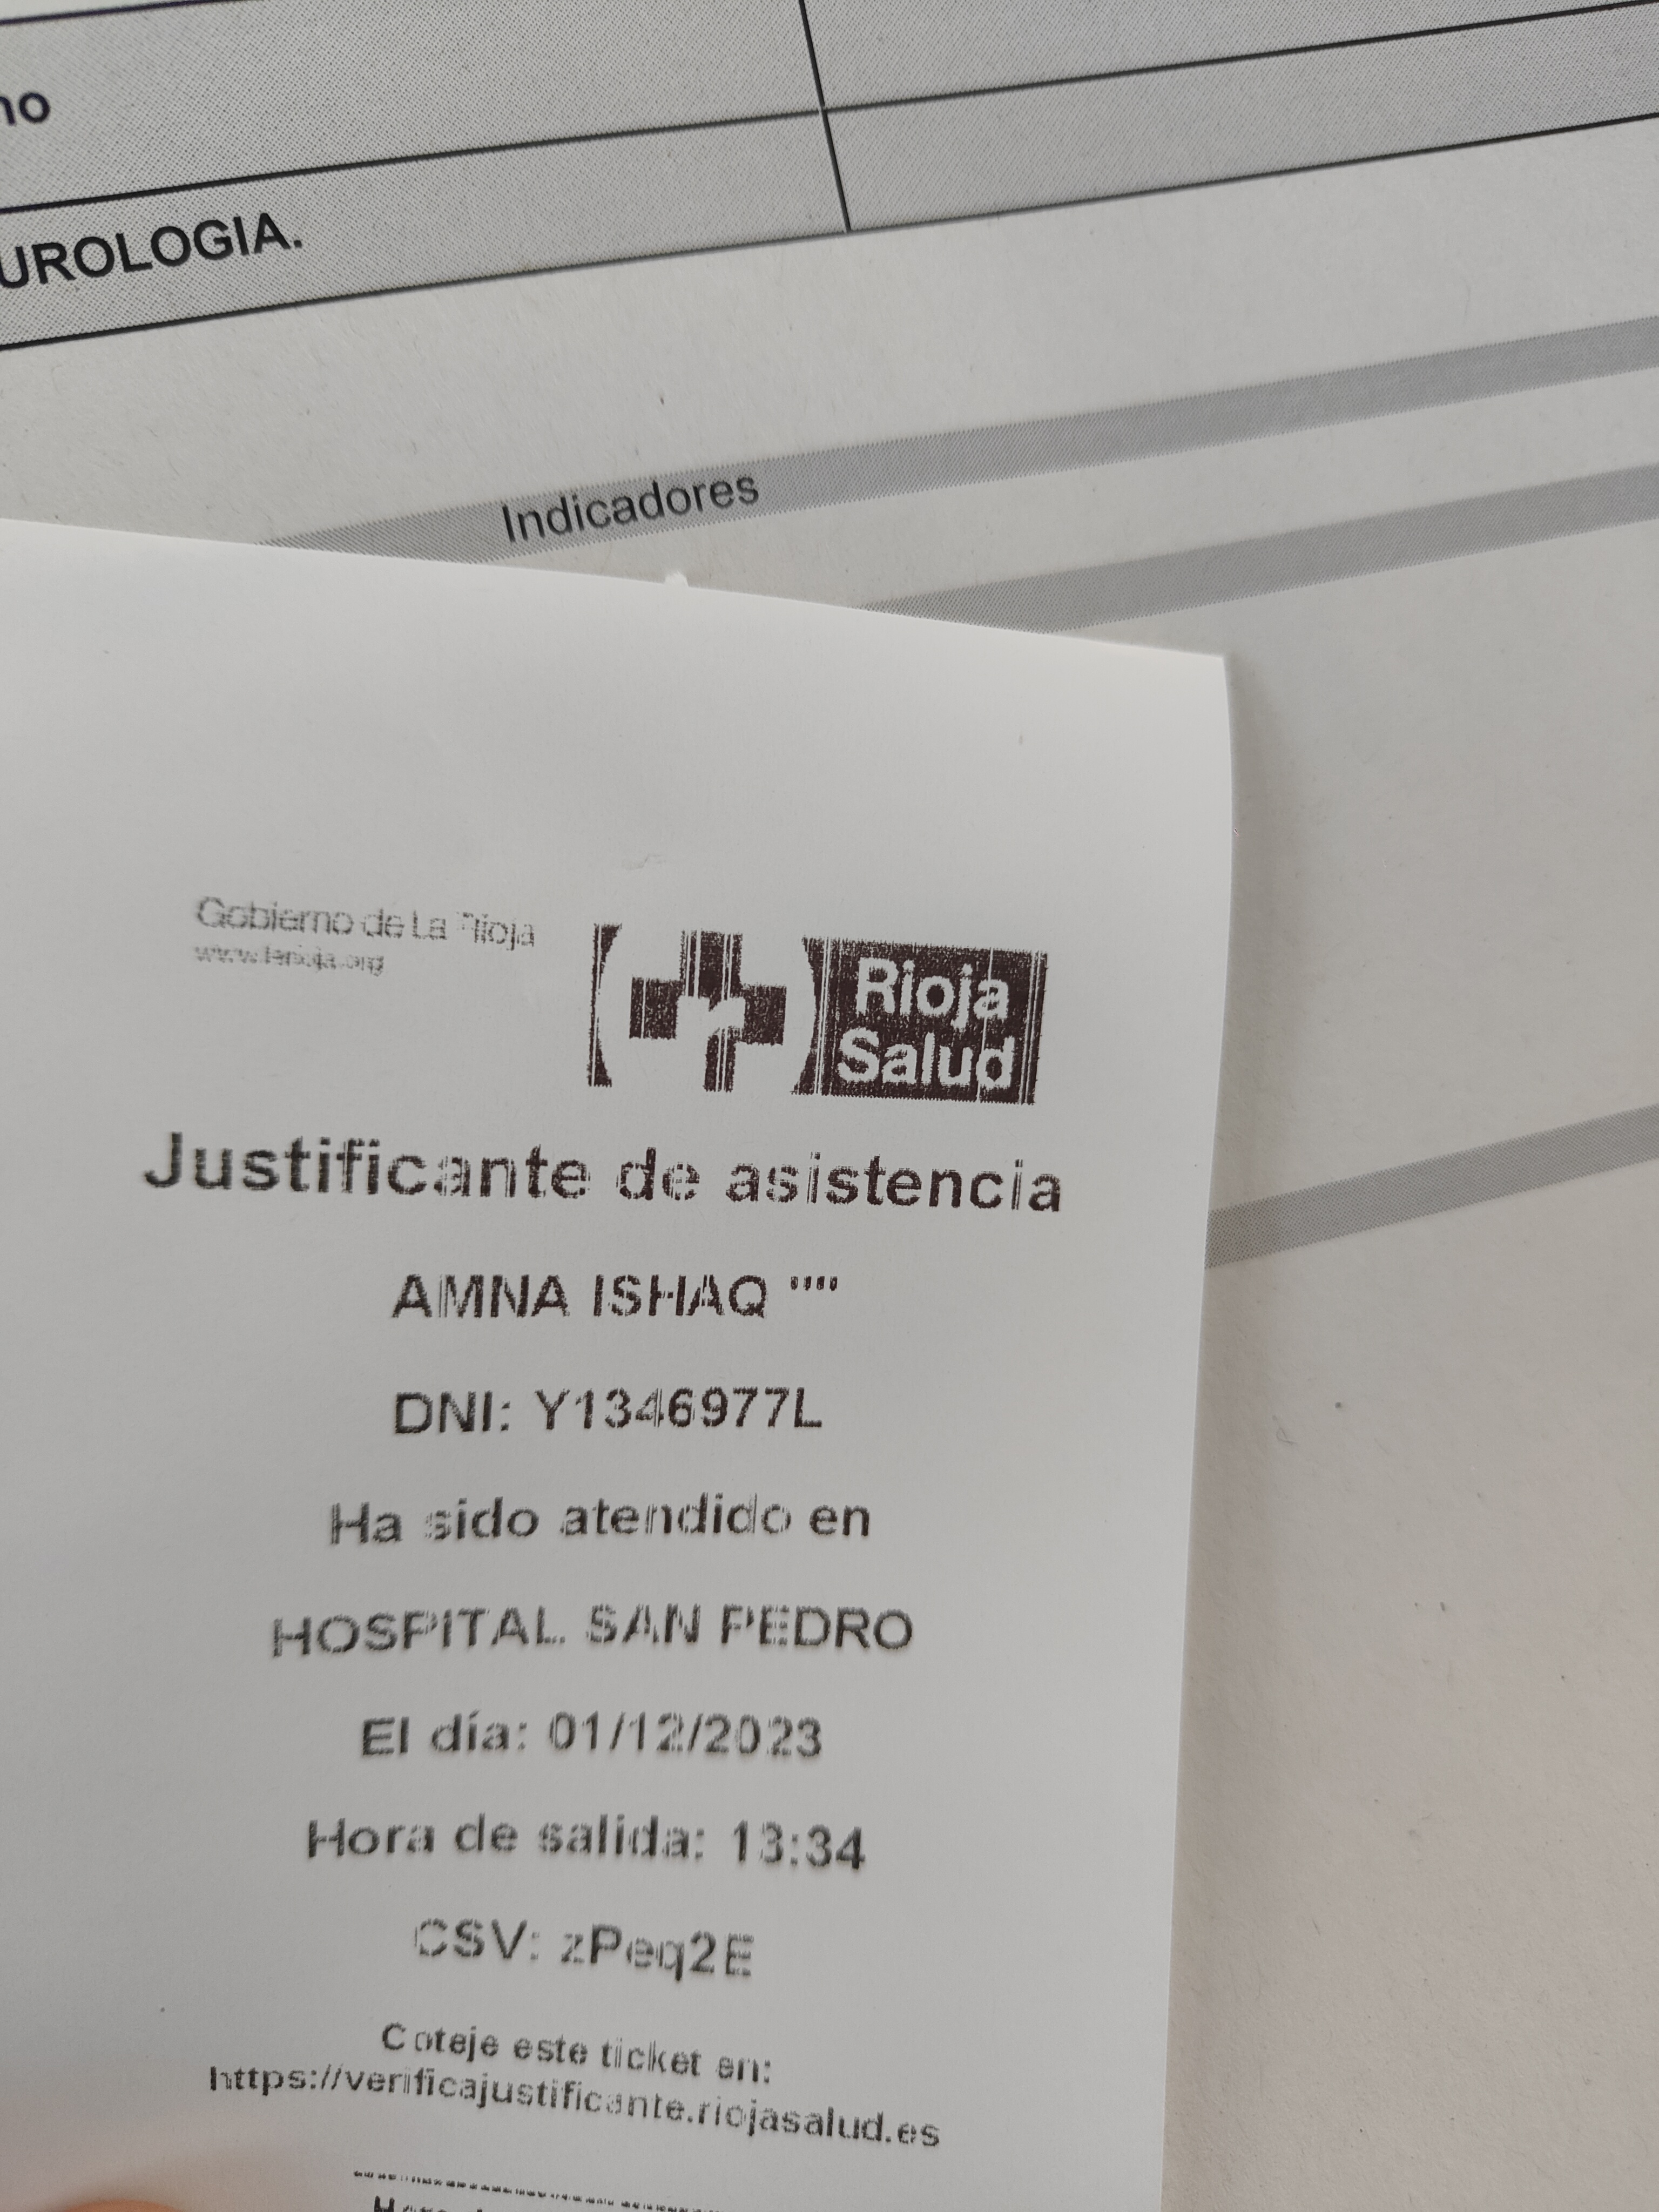 UROLOGIA.
Indicadores
Gobierno de La Rioja
www.larioja.org
Rioja
Salud
Justificante de asistencia
AMNA ISHAQ ""
DNI: Y1346977L
Ha sido atendido en
HOSPITAL SAN PEDRO
El día: 01/12/2023
Hora de salida: 13:34
CSV: zPeq2E
Coteje este ticket en:
https://verificajustificante.riojasalud.es